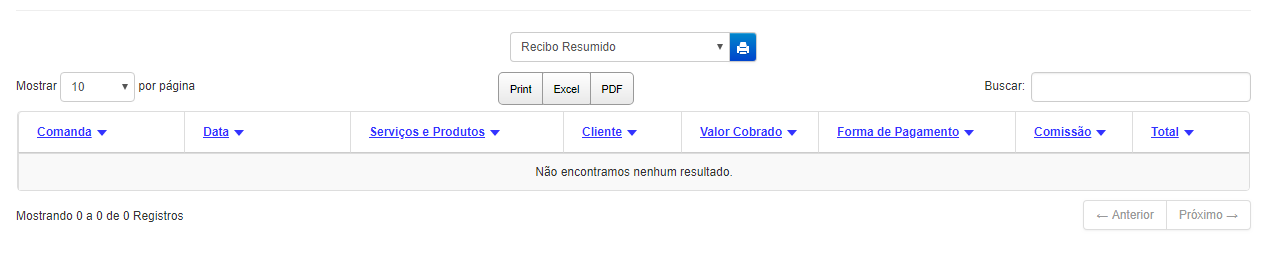 Recibo Resumido
Mostrar 10 por página
Print Excel PDF
Buscar:
Comanda Data Serviços e Produtos Cliente Valor Cobrado Forma de Pagamento Comissão Total
Não encontramos nenhum resultado.
Mostrando 0 a 0 de 0 Registros
← Anterior Próximo →